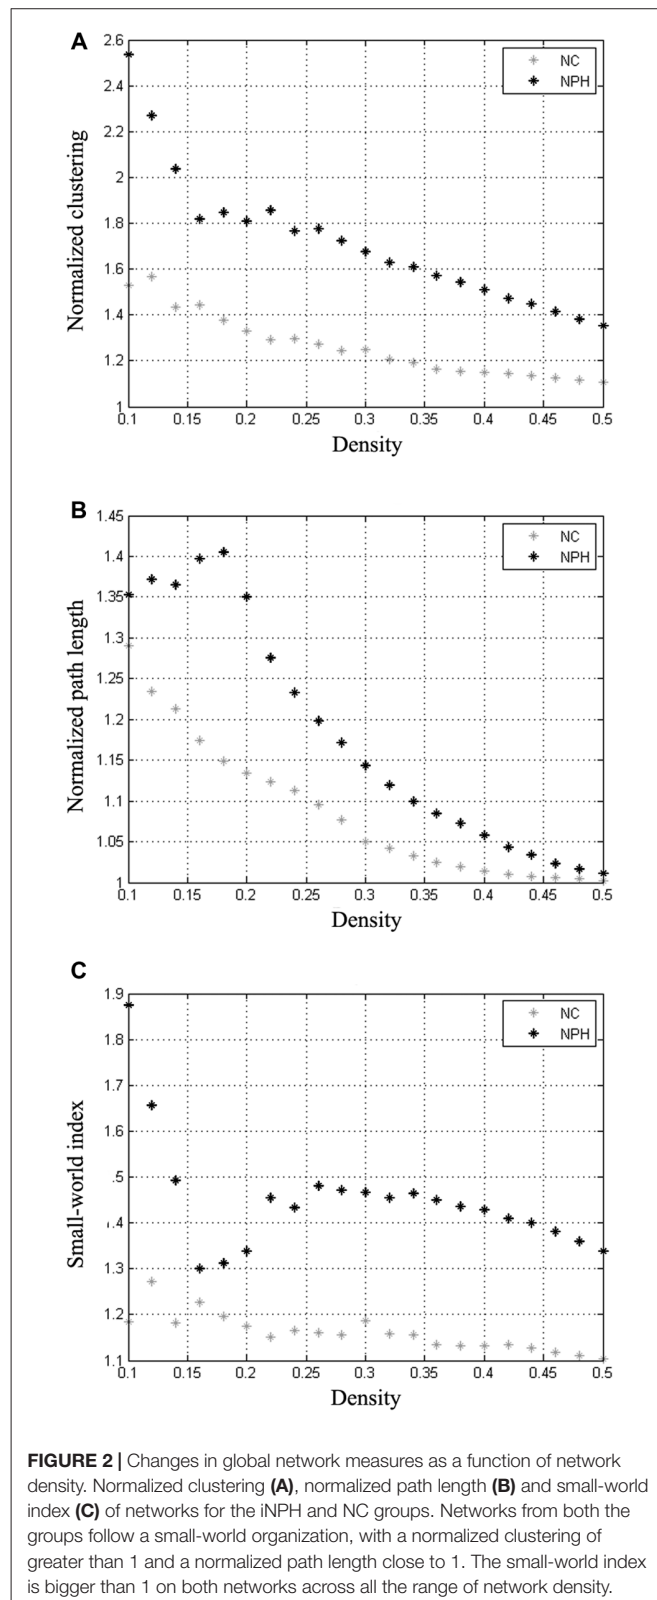 A
2.6
2.4
2.2
2
1.8
1.6
1.4
1.2
1
Normalized clustering
NC
NPH
0.1 0.15 0.2 0.25 0.3 0.35 0.4 0.45 0.5
Density
B
1.45
1.4
1.35
1.3
1.25
1.2
1.15
1.1
1.05
1
Normalized path length
NC
NPH
0.1 0.15 0.2 0.25 0.3 0.35 0.4 0.45 0.5
Density
C
1.9
1.8
1.7
1.6
.5
1.4
1.3
1.2
1.1
Small-world index
NC
NPH
0.1 0.15 0.2 0.25 0.3 0.35 0.4 0.45 0.5
Density
FIGURE 2 | Changes in global network measures as a function of network
density. Normalized clustering (A), normalized path length (B) and small-world
index (C) of networks for the iNPH and NC groups. Networks from both the
groups follow a small-world organization, with a normalized clustering of
greater than 1 and a normalized path length close to 1. The small-world index
is bigger than 1 on both networks across all the range of network density.